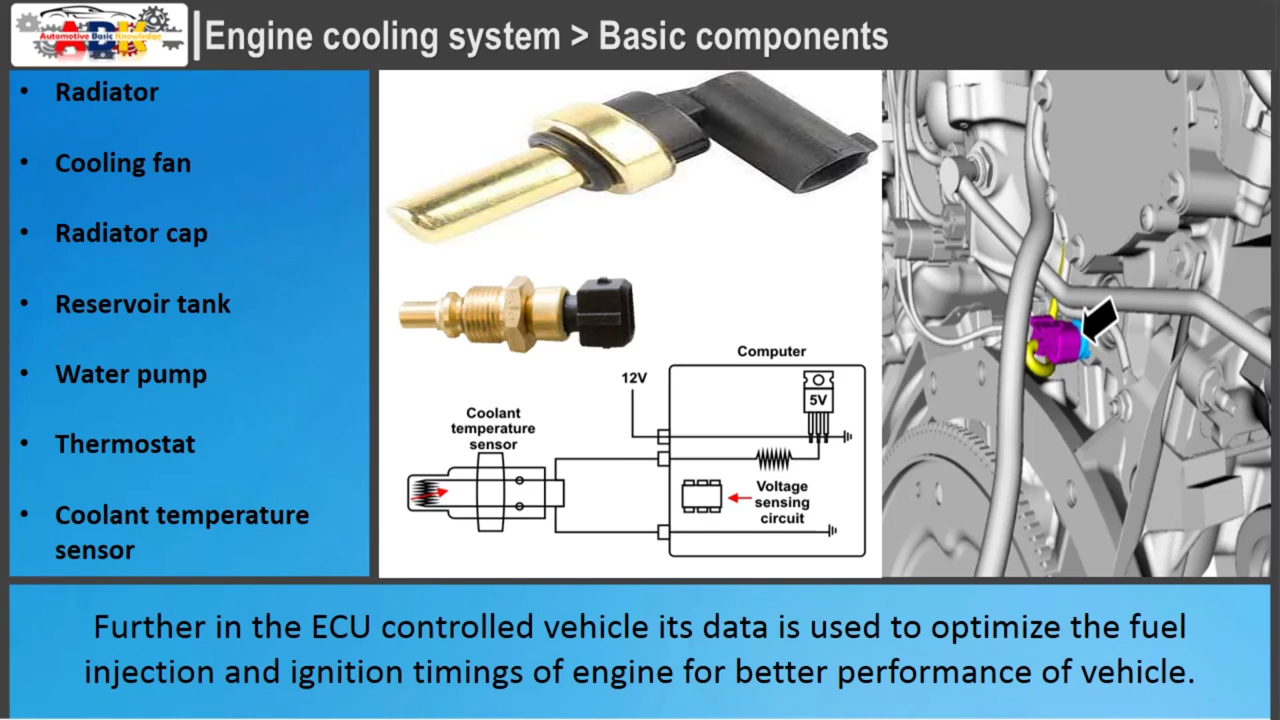 Automotive Basic Knowledge
ABK
Engine cooling system > Basic components
• Radiator
• Cooling fan
• Radiator cap
• Reservoir tank
• Water pump
• Thermostat
• Coolant temperature
sensor
Computer
12V
5V
Coolant
temperature
sensor
Voltage
sensing
circuit
Further in the ECU controlled vehicle its data is used to optimize the fuel
injection and ignition timings of engine for better performance of vehicle.